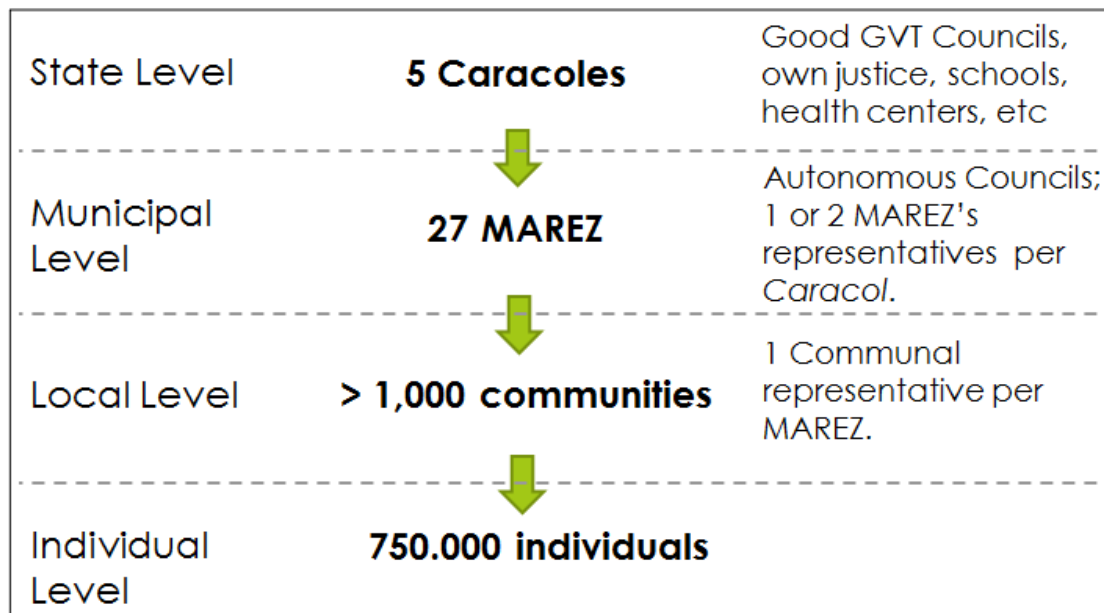 State Level
5 Caracoles
Good GVT Councils,
own justice, schools,
health centers, etc
Municipal
Level
27 MAREZ
Autonomous Councils;
1 or 2 MAREZ's
representatives per
Caracol.
Local Level
> 1,000 communities
1 Communal
representative per
MAREZ.
Individual
Level
750.000 individuals